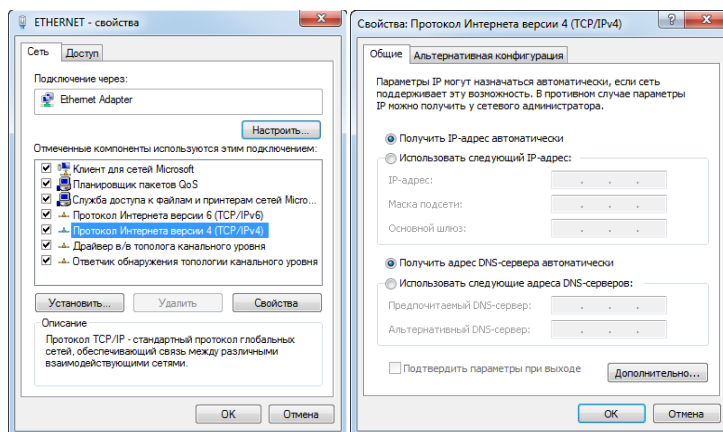 ETHERNET - свойства
Сеть
Доступ
Подключение через:
Ethernet Adapter
Настроить...
Отмеченные компоненты используются этим подключением:
Клиент для сетей Microsoft
Планировщик пакетов QoS
Служба доступа к файлам и принтерам сетей Micro...
Протокол Интернета версии 6 (TCP/IPv6)
Протокол Интернета версии 4 (TCP/IPv4)
Драйвер в/в тополога канального уровня
Ответчик обнаружения топологии канального уровня
Установить...
Удалить
Свойства
Описание
Протокол TCP/IP - стандартный протокол глобальных
сетей, обеспечивающий связь между различными
взаимодействующими сетями.
OK
Отмена
Свойства: Протокол Интернета версии 4 (TCP/IPv4)
Общие
Альтернативная конфигурация
Параметры IP могут назначаться автоматически, если сеть
поддерживает эту возможность. В противном случае параметры
IP можно получить у сетевого администратора.
Получить IP-адрес автоматически
Использовать следующий IP-адрес:
IP-адрес:
Маска подсети:
Основной шлюз:
Получить адрес DNS-сервера автоматически
Использовать следующие адреса DNS-серверов:
Предпочитаемый DNS-сервер:
Альтернативный DNS-сервер:
Подтвердить параметры при выходе
Дополнительно...
OK
Отмена